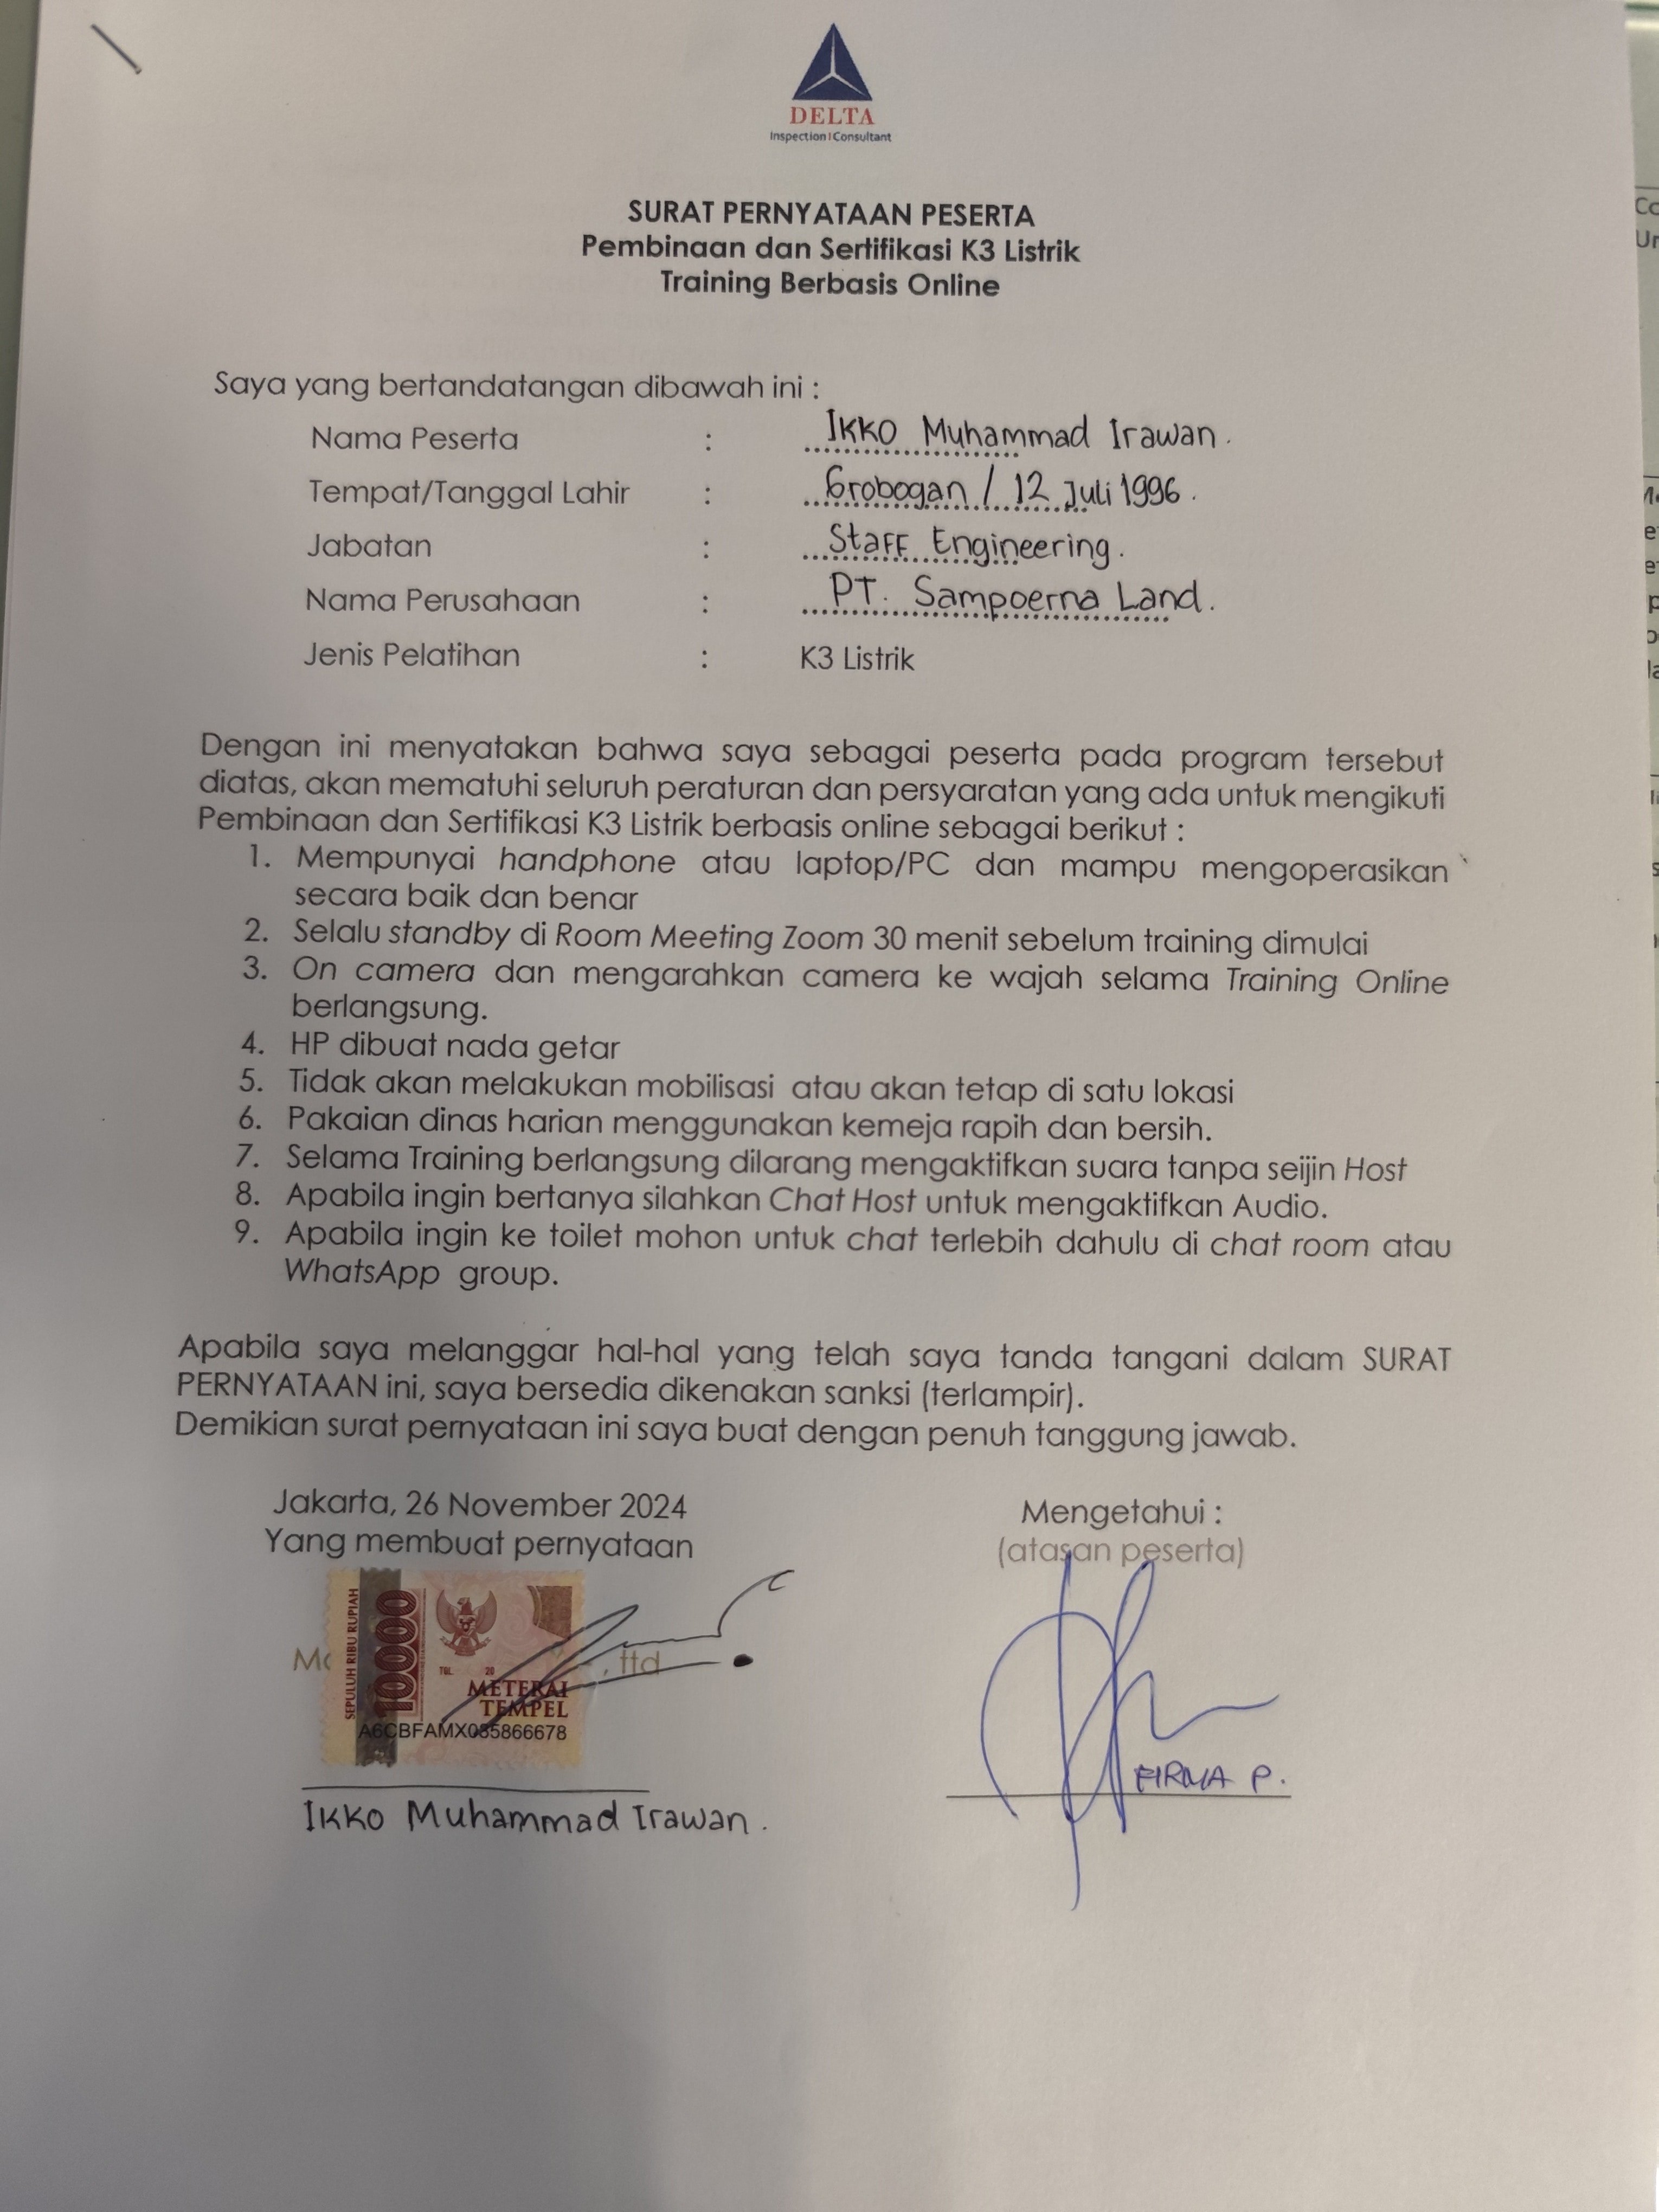 DELTA
Inspection | Consultant
SURAT PERNYATAAN PESERTA
Pembinaan dan Sertifikasi K3 Listrik
Training Berbasis Online
Saya yang bertandatangan dibawah ini :
Nama Peserta : Ikko Muhammad Irawan.
Tempat/Tanggal Lahir : Grobogan / 12 Juli 1996.
Jabatan : Staff Engineering.
Nama Perusahaan : PT. Sampoerna Land.
Jenis Pelatihan : K3 Listrik
Dengan ini menyatakan bahwa saya sebagai peserta pada program tersebut
diatas, akan mematuhi seluruh peraturan dan persyaratan yang ada untuk mengikuti
Pembinaan dan Sertifikasi K3 Listrik berbasis online sebagai berikut :
1. Mempunyai handphone atau laptop/PC dan mampu mengoperasikan
secara baik dan benar
2. Selalu standby di Room Meeting Zoom 30 menit sebelum training dimulai
3. On camera dan mengarahkan camera ke wajah selama Training Online
berlangsung.
4. HP dibuat nada getar
5. Tidak akan melakukan mobilisasi atau akan tetap di satu lokasi
6. Pakaian dinas harian menggunakan kemeja rapih dan bersih.
7. Selama Training berlangsung dilarang mengaktifkan suara tanpa seijin Host
8. Apabila ingin bertanya silahkan Chat Host untuk mengaktifkan Audio.
9. Apabila ingin ke toilet mohon untuk chat terlebih dahulu di chat room atau
WhatsApp group.
Apabila saya melanggar hal-hal yang telah saya tanda tangani dalam SURAT
PERNYATAAN ini, saya bersedia dikenakan sanksi (terlampir).
Demikian surat pernyataan ini saya buat dengan penuh tanggung jawab.
Jakarta, 26 November 2024
Yang membuat pernyataan
Mengetahui :
(atasan peserta)
SEPULUH RIBU RUPIAH
10000
TGL. 20
METERAI
TEMPEL
A6CBFAMX085866678
, ttd
FIRMA P.
Ikko Muhammad Irawan.